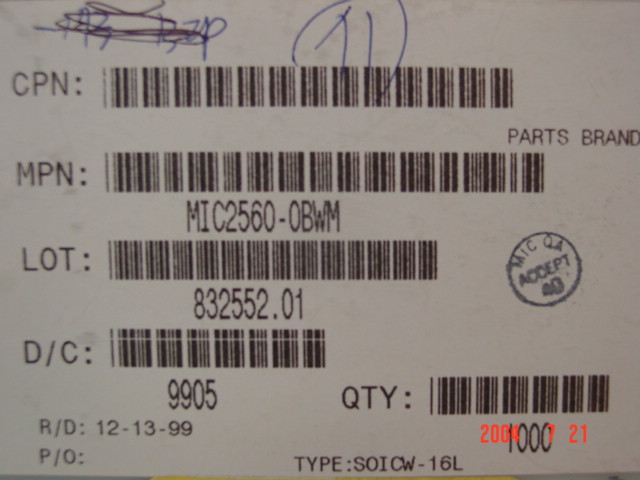 11
CPN:
PARTS BRAND
MPN:
MIC2560-0BWM
LOT:
832552.01
MIC QA
ACCEPT
40
D/C:
9905
QTY:
1000
R/D: 12-13-99
2004 7 21
P/O:
TYPE:SOICW-16L